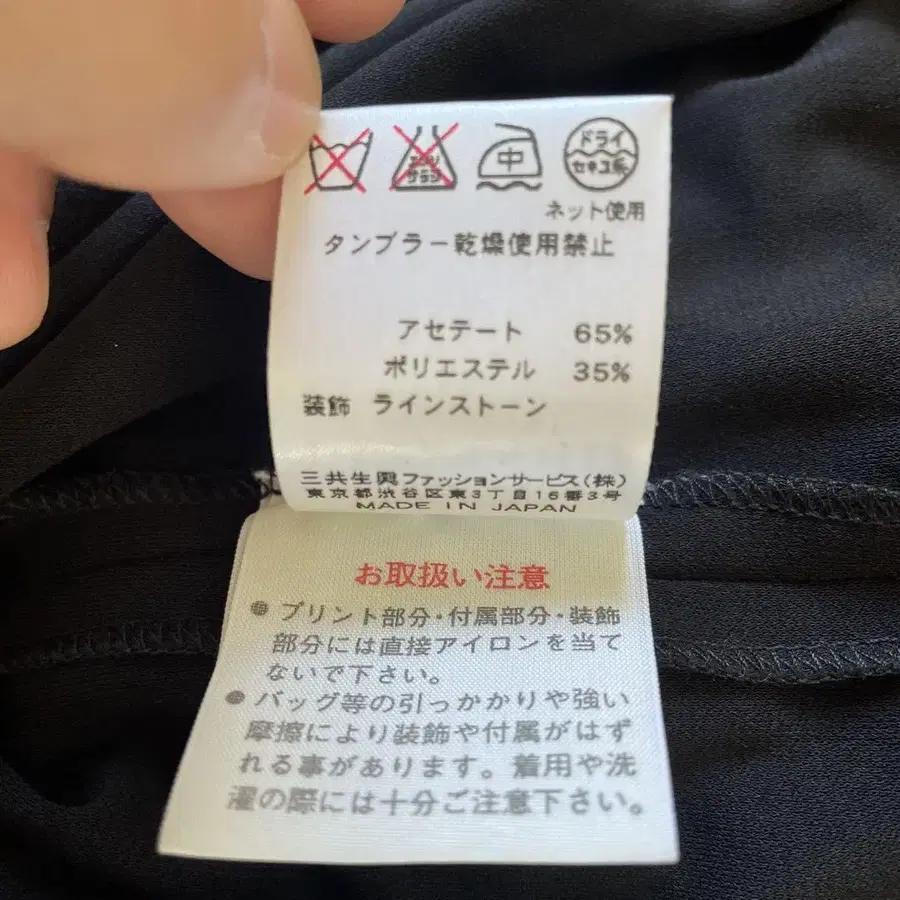 エンソ
サラシ
中
ドライ
セキユ系
ネット使用
タンブラー乾燥使用禁止
アセテート 65%
ポリエステル 35%
装飾 ラインストーン
三共生興ファッションサービス(株)
東京都渋谷区東3丁目16番3号
MADE IN JAPAN
お取扱い注意
● プリント部分・付属部分・装飾
部分には直接アイロンを当て
ないで下さい。
● バッグ等の引っかかりや強い
摩擦により装飾や付属がはず
れる事があります。着用や洗
濯の際には十分ご注意下さい。